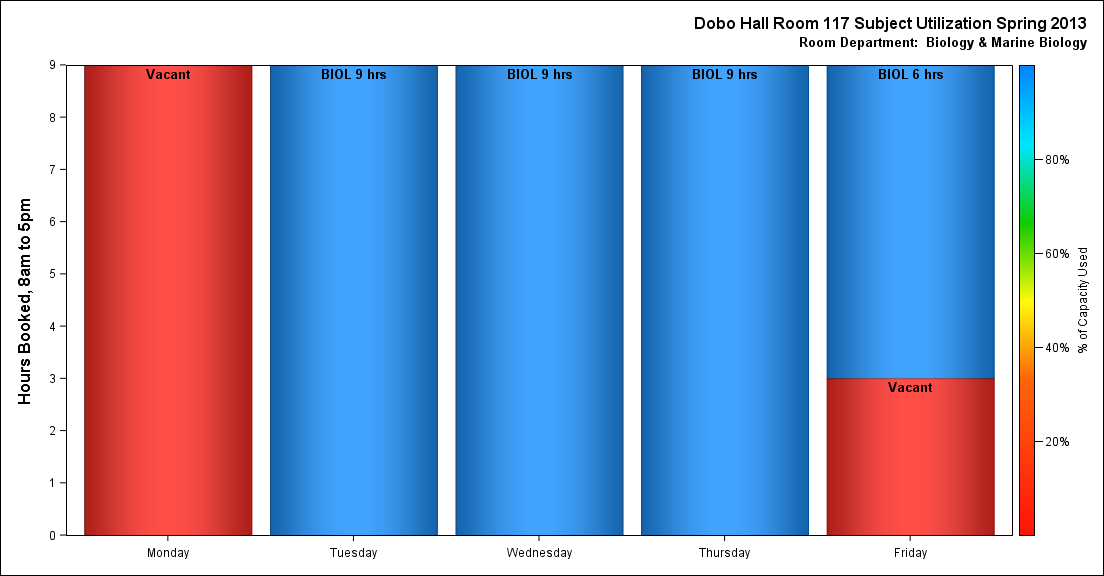 Dobo Hall Room 117 Subject Utilization Spring 2013
Room Department:  Biology & Marine Biology
Hours Booked, 8am to 5pm
9
8
7
6
5
4
3
2
1
0
Vacant
BIOL 9 hrs
BIOL 9 hrs
BIOL 9 hrs
BIOL 6 hrs
Vacant
Monday
Tuesday
Wednesday
Thursday
Friday
80%
60%
40%
20%
% of Capacity Used